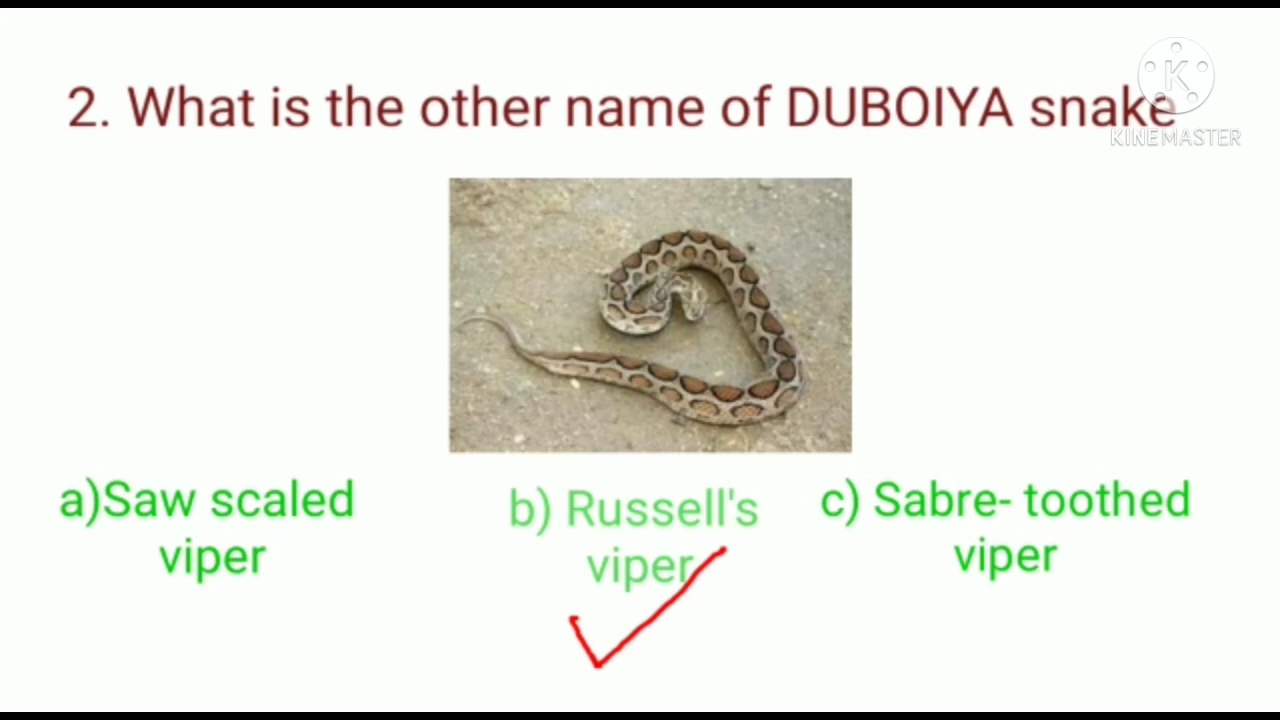 2. What is the other name of DUBOIYA snake
K
KINEMASTER
a)Saw scaled
viper
b) Russell's
viper
c) Sabre- toothed
viper